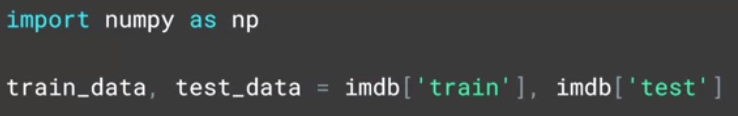 import numpy as np
train_data, test_data = imdb['train'], imdb['test']